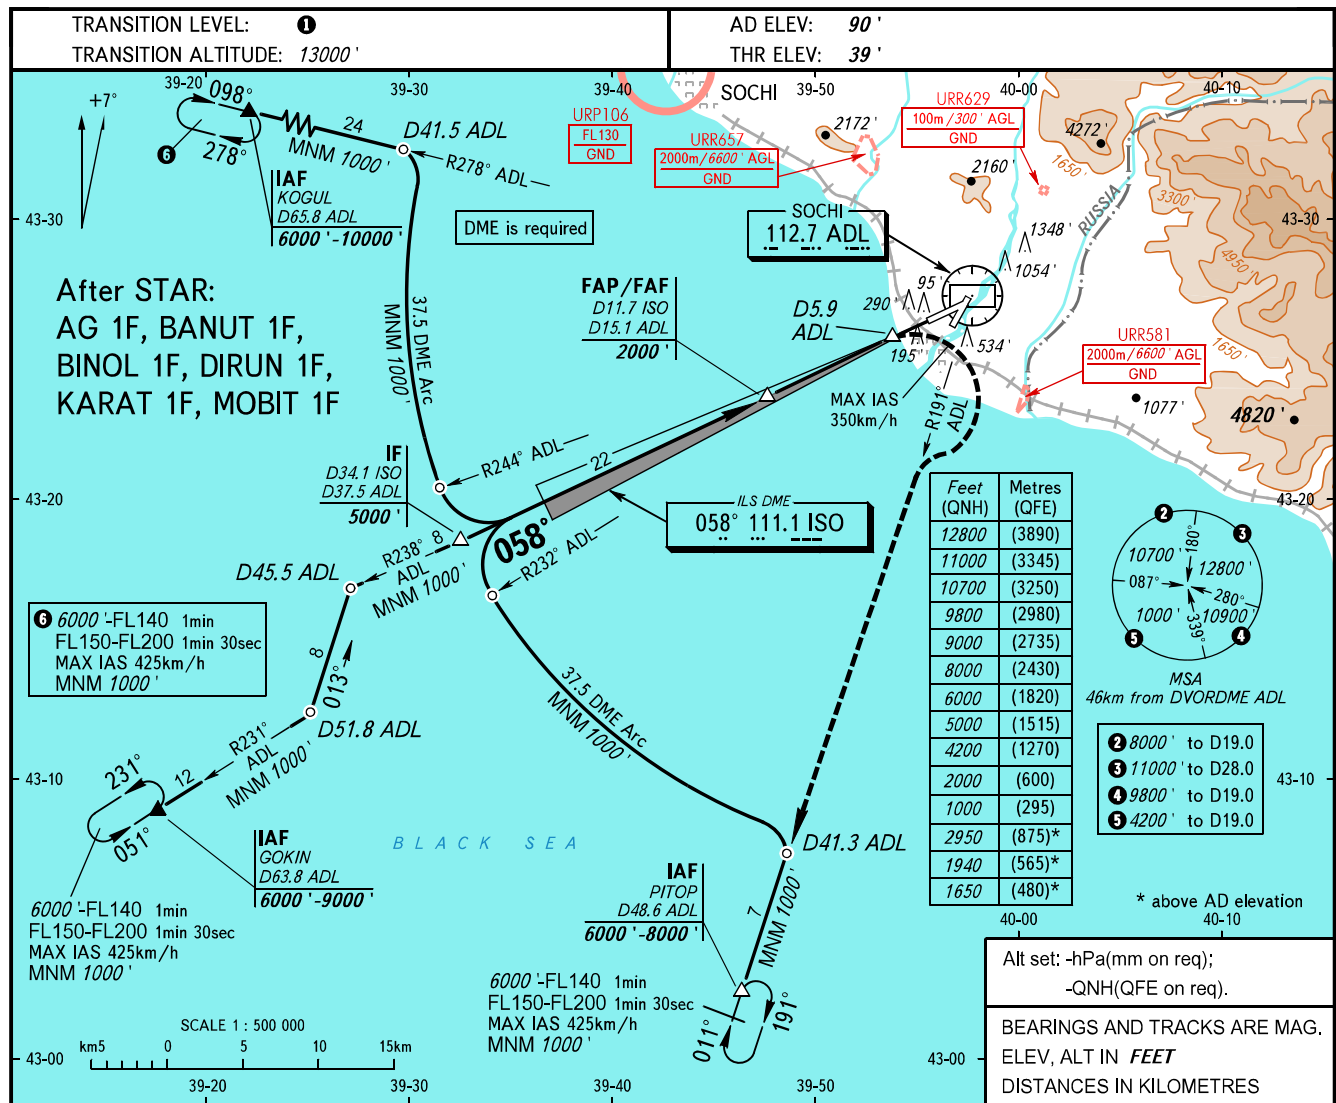 TRANSITION LEVEL: 1
TRANSITION ALTITUDE: 13000'
AD ELEV: 90'
THR ELEV: 39'
39-20
39-30
39-40
39-50
40-00
40-10
+7°
098°
278°
6
24
MNM 1000'
D41.5 ADL
R278° ADL
IAF
KOGUL
D65.8 ADL
6000'-10000'
DME is required
SOCHI
URP106
FL130
GND
URR657
2000m/6600' AGL
GND
URR629
100m/300' AGL
GND
2172'
2160'
4272'
1650'
3300'
4950'
1650'
RUSSIA
43-30
43-30
SOCHI
112.7 ADL
1348'
1054'
95'
290'
195'
534'
After STAR:
AG 1F, BANUT 1F,
BINOL 1F, DIRUN 1F,
KARAT 1F, MOBIT 1F
37.5 DME Arc
MNM 1000'
FAP/FAF
D11.7 ISO
D15.1 ADL
2000'
D5.9
ADL
MAX IAS
350km/h
R191°
ADL
URR581
2000m/6600' AGL
GND
1077'
4820'
IF
D34.1 ISO
D37.5 ADL
5000'
R244° ADL
22
ILS DME
058° 111.1 ISO
43-20
43-20
058°
R232° ADL
R238°
ADL
8
MNM 1000'
D45.5 ADL
6 6000'-FL140 1min
FL150-FL200 1min 30sec
MAX IAS 425km/h
MNM 1000'
8
013°
D51.8 ADL
R231°
ADL
12
MNM 1000'
231°
051°
IAF
GOKIN
D63.8 ADL
6000'-9000'
6000'-FL140 1min
FL150-FL200 1min 30sec
MAX IAS 425km/h
MNM 1000'
37.5 DME Arc
MNM 1000'
BLACK SEA
D41.3 ADL
IAF
PITOP
D48.6 ADL
6000'-8000'
7
MNM 1000'
011°
191°
6000'-FL140 1min
FL150-FL200 1min 30sec
MAX IAS 425km/h
MNM 1000'
Feet Metres
(QNH) (QFE)
12800 (3890)
11000 (3345)
10700 (3250)
9800 (2980)
9000 (2735)
8000 (2430)
6000 (1820)
5000 (1515)
4200 (1270)
2000 (600)
1000 (295)
2950 (875)*
1940 (565)*
1650 (480)*
* above AD elevation
2
3
10700'
180°
12800'
087°
280°
1000'
10900'
339°
5
4
MSA
46km from DVORDME ADL
2 8000' to D19.0
3 11000' to D28.0
4 9800' to D19.0
5 4200' to D19.0
43-10
43-10
40-00
40-10
SCALE 1 : 500 000
km5 0 5 10 15km
43-00
43-00
39-20
39-30
39-40
39-50
Alt set: -hPa(mm on req);
-QNH(QFE on req).
BEARINGS AND TRACKS ARE MAG.
ELEV, ALT IN FEET
DISTANCES IN KILOMETRES